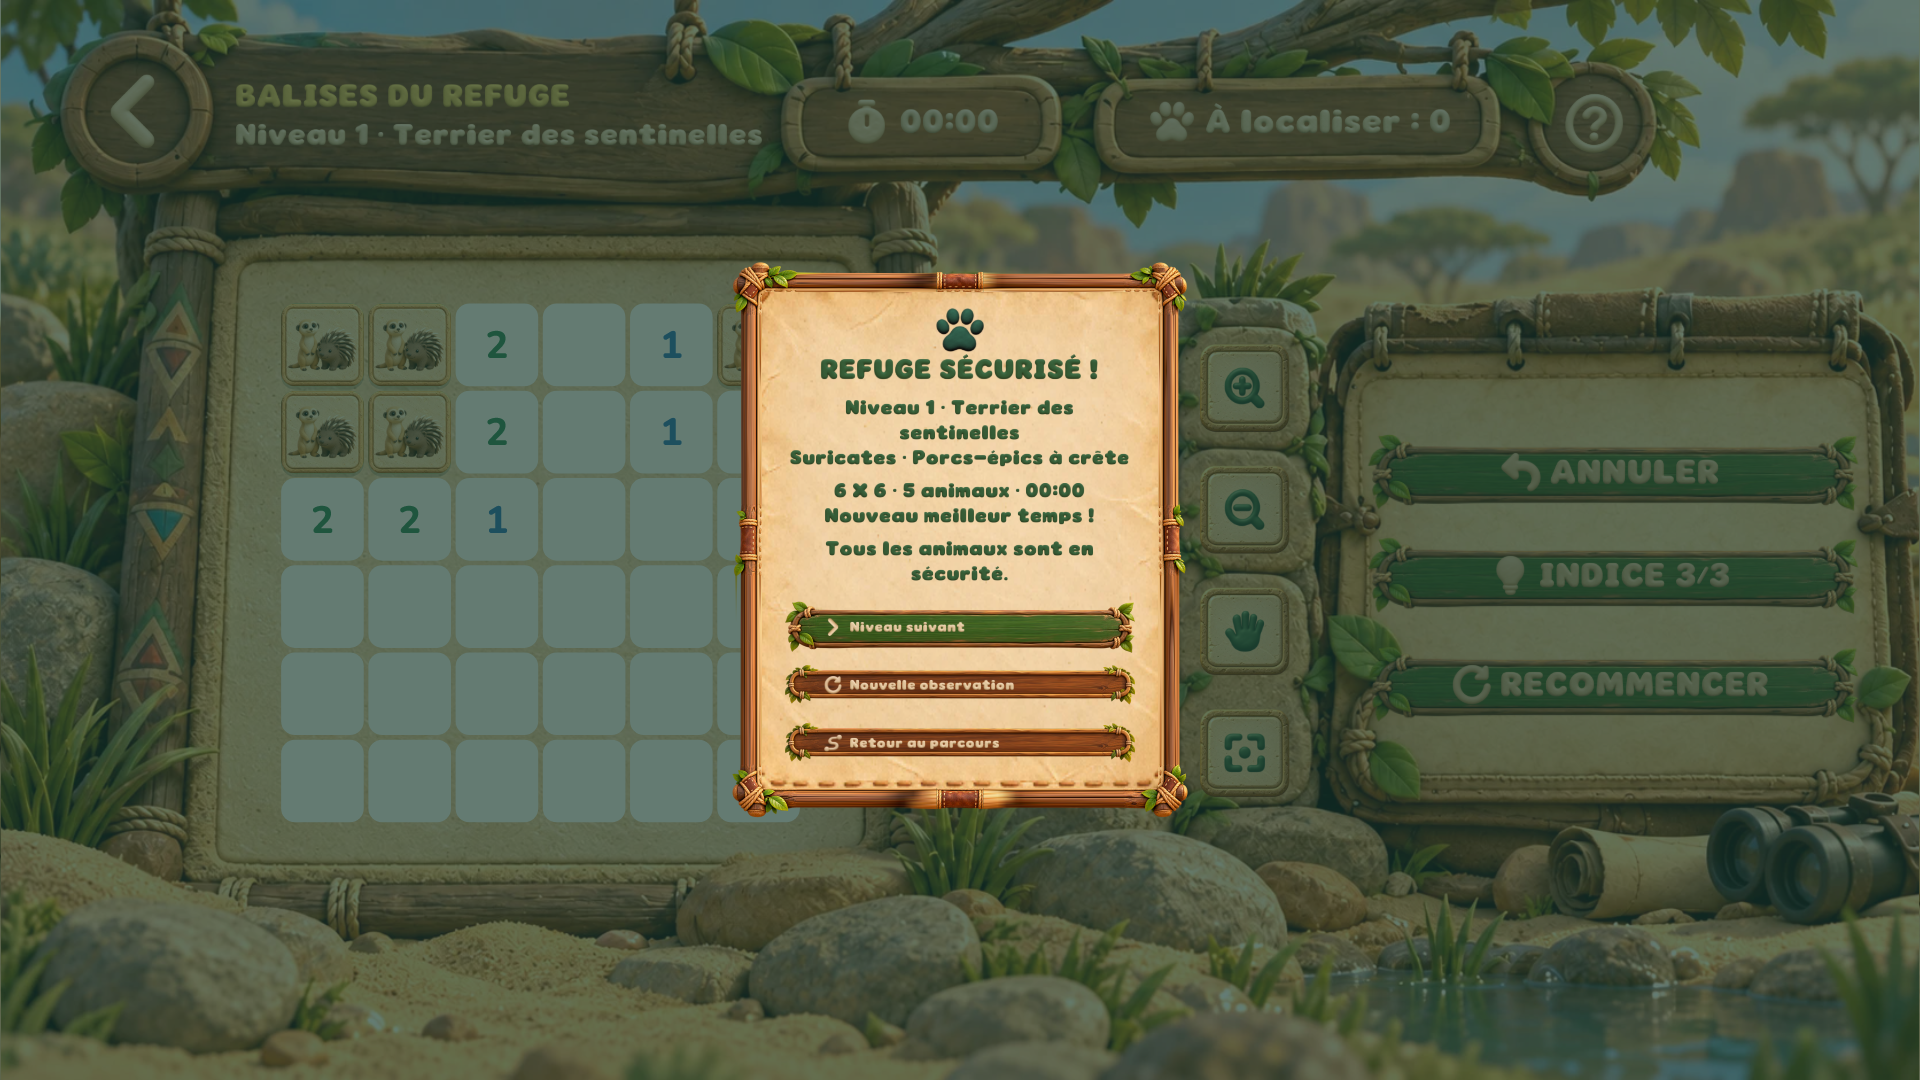 BALISES DU REFUGE
Niveau 1 · Terrier des sentinelles
00:00
À localiser : 0
2 1
2 1
2 2 1
REFUGE SÉCURISÉ !
Niveau 1 · Terrier des
sentinelles
Suricates · Porcs-épics à crête
6 X 6 · 5 animaux · 00:00
Nouveau meilleur temps !
Tous les animaux sont en
sécurité.
Niveau suivant
Nouvelle observation
Retour au parcours
ANNULER
INDICE 3/3
RECOMMENCER